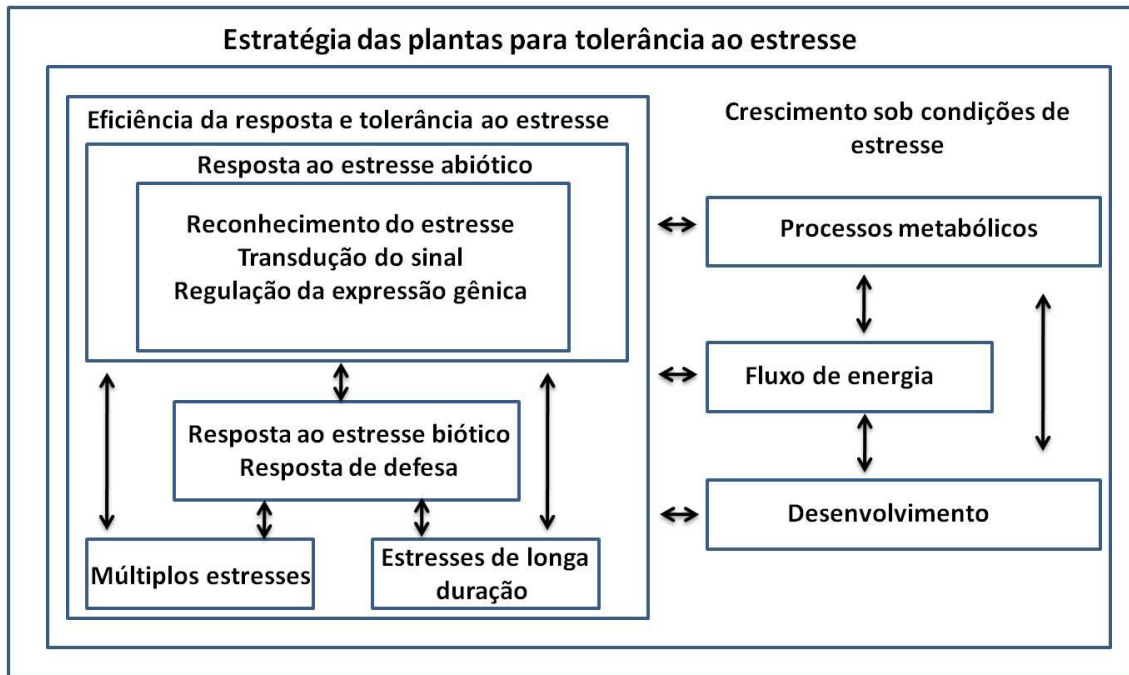 Estratégia das plantas para tolerância ao estresse
Eficiência da resposta e tolerância ao estresse
Resposta ao estresse abiótico
Reconhecimento do estresse
Transdução do sinal
Regulação da expressão gênica
Resposta ao estresse biótico
Resposta de defesa
Múltiplos estresses
Estresses de longa
duração
Crescimento sob condições de
estresse
Processos metabólicos
Fluxo de energia
Desenvolvimento